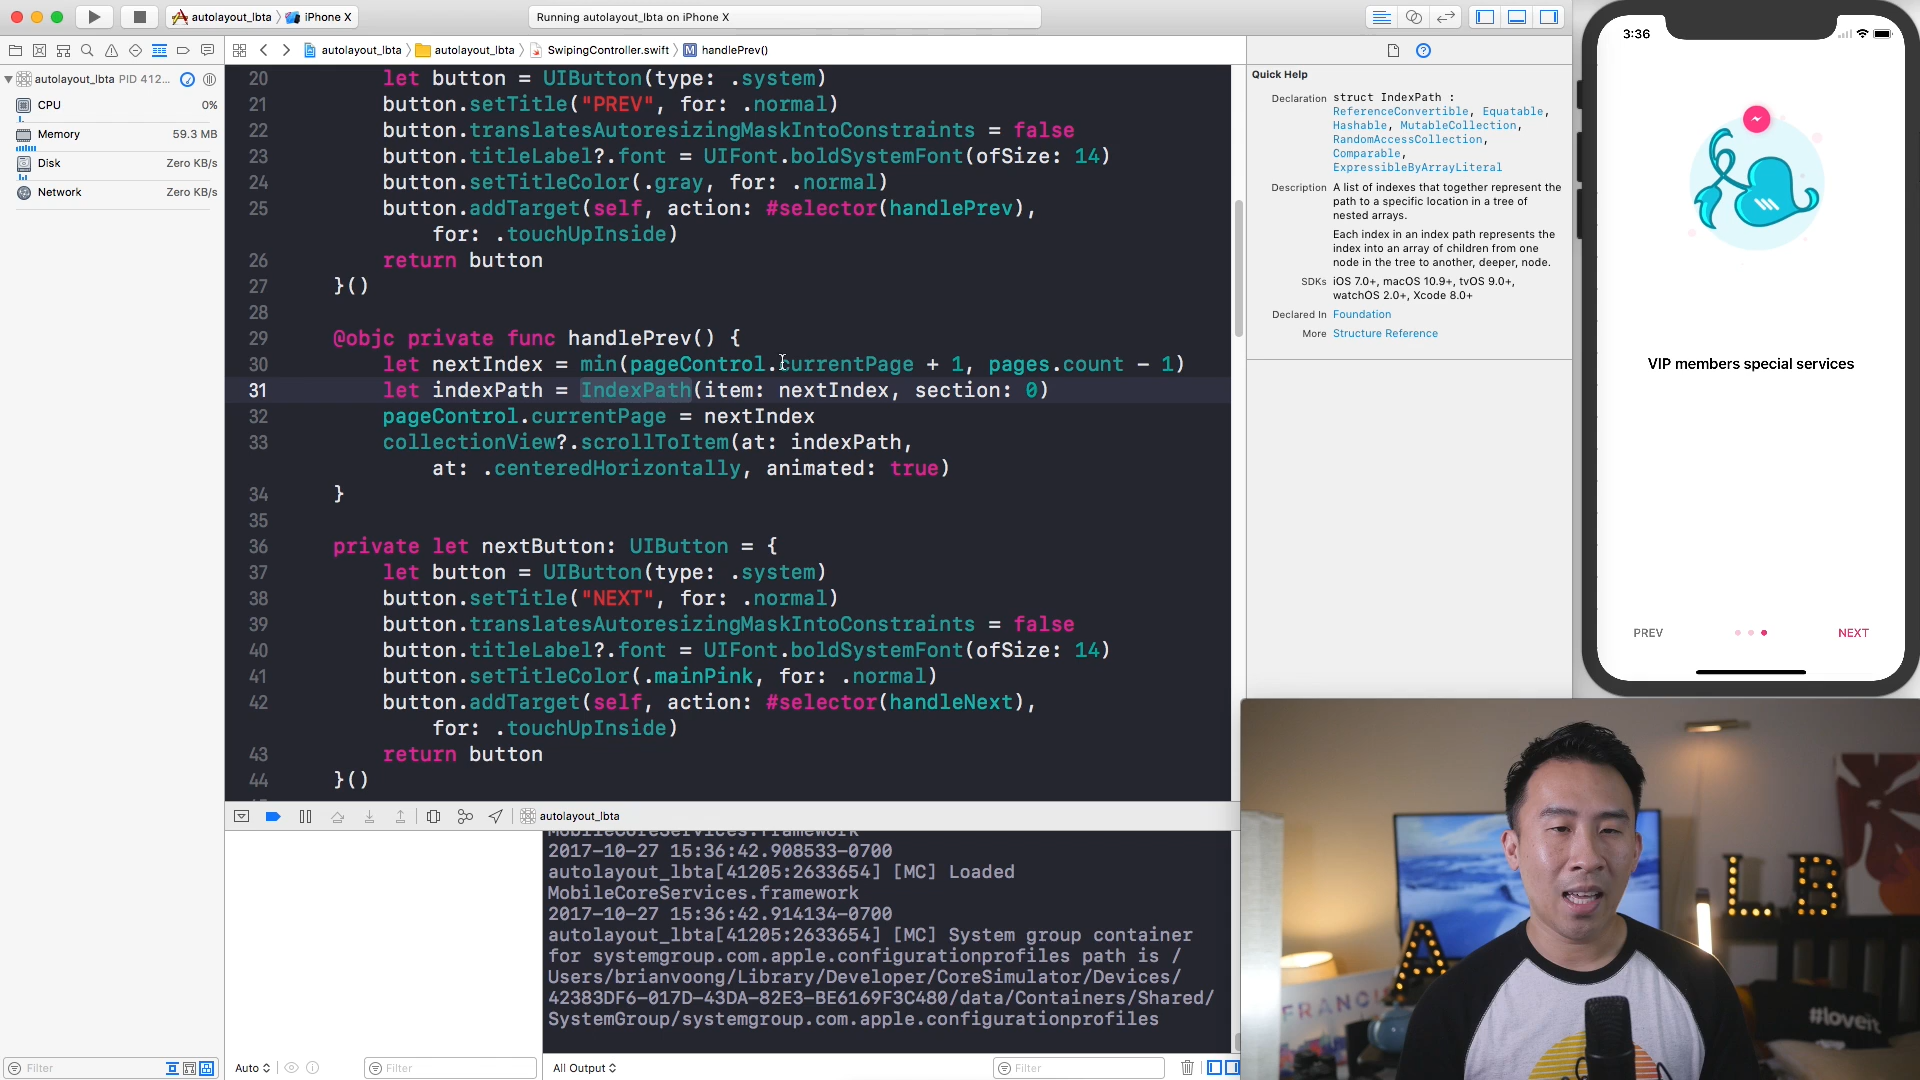 autolayout_lbta
iPhone X
Running autolayout_lbta on iPhone X
autolayout_lbta
autolayout_lbta
SwipingController.swift
M
handlePrev()
autolayout_lbta PID 412...
CPU
0%
Memory
59.3 MB
Disk
Zero KB/s
Network
Zero KB/s
20 let button = UIButton(type: .system)
21 button.setTitle("PREV", for: .normal)
22 button.translatesAutoresizingMaskIntoConstraints = false
23 button.titleLabel?.font = UIFont.boldSystemFont(ofSize: 14)
24 button.setTitleColor(.gray, for: .normal)
25 button.addTarget(self, action: #selector(handlePrev),
for: .touchUpInside)
26 return button
27 }()
28
29 @objc private func handlePrev() {
30 let nextIndex = min(pageControl.currentPage + 1, pages.count - 1)
31 let indexPath = IndexPath(item: nextIndex, section: 0)
32 pageControl.currentPage = nextIndex
33 collectionView?.scrollToItem(at: indexPath,
at: .centeredHorizontally, animated: true)
34 }
35
36 private let nextButton: UIButton = {
37 let button = UIButton(type: .system)
38 button.setTitle("NEXT", for: .normal)
39 button.translatesAutoresizingMaskIntoConstraints = false
40 button.titleLabel?.font = UIFont.boldSystemFont(ofSize: 14)
41 button.setTitleColor(.mainPink, for: .normal)
42 button.addTarget(self, action: #selector(handleNext),
for: .touchUpInside)
43 return button
44 }()
Quick Help
Declaration struct IndexPath :
ReferenceConvertible, Equatable,
Hashable, MutableCollection,
RandomAccessCollection,
Comparable,
ExpressibleByArrayLiteral
Description A list of indexes that together represent the
path to a specific location in a tree of
nested arrays.
Each index in an index path represents the
index into an array of children from one
node in the tree to another, deeper, node.
SDKs iOS 7.0+, macOS 10.9+, tvOS 9.0+,
watchOS 2.0+, Xcode 8.0+
Declared In Foundation
More Structure Reference
3:36
VIP members special services
PREV
NEXT
autolayout_lbta
MobileCoreServices.framework
2017-10-27 15:36:42.908533-0700
autolayout_lbta[41205:2633654] [MC] Loaded
MobileCoreServices.framework
2017-10-27 15:36:42.914134-0700
autolayout_lbta[41205:2633654] [MC] System group container
for systemgroup.com.apple.configurationprofiles path is /
Users/brianvoong/Library/Developer/CoreSimulator/Devices/
42383DF6-017D-43DA-82E3-BE6169F3C480/data/Containers/Shared/
SystemGroup/systemgroup.com.apple.configurationprofiles
Filter
Auto
Filter
All Output
Filter
L B
A
#loveit